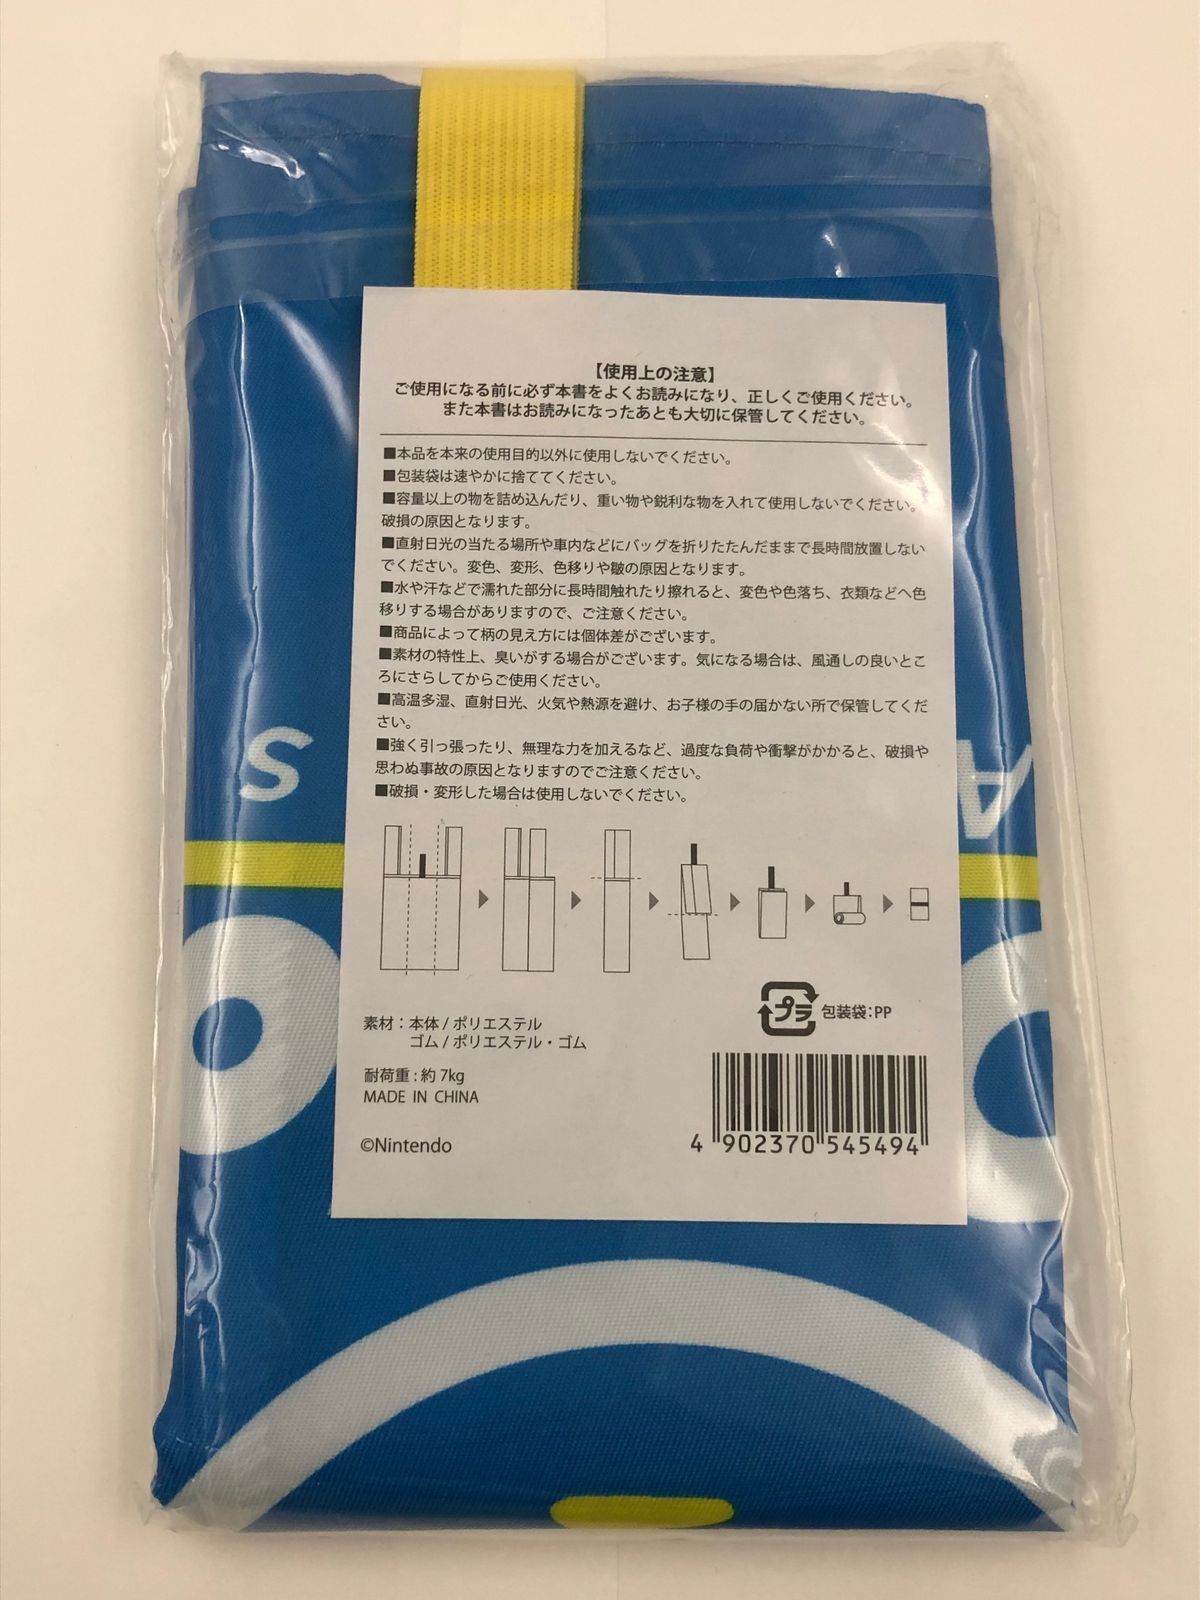 【使用上の注意】
ご使用になる前に必ず本書をよくお読みになり、正しくご使用ください。
また本書はお読みになったあとも大切に保管してください。
■本品を本来の使用目的以外に使用しないでください。
■包装袋は速やかに捨ててください。
■容量以上の物を詰め込んだり、重い物や鋭利な物を入れて使用しないでください。
破損の原因となります。
■直射日光の当たる場所や車内などにバッグを折りたたんだままで長時間放置しない
でください。変色、変形、色移りや皺の原因となります。
■水や汗などで濡れた部分に長時間触れたり擦れると、変色や色落ち、衣類などへ色
移りする場合がありますので、ご注意ください。
■商品によって柄の見え方には個体差がございます。
■素材の特性上、臭いがする場合がございます。気になる場合は、風通しの良いとこ
ろにさらしてからご使用ください。
■高温多湿、直射日光、火気や熱源を避け、お子様の手の届かない所で保管してくだ
さい。
■強く引っ張ったり、無理な力を加えるなど、過度な負荷や衝撃がかかると、破損や
思わぬ事故の原因となりますのでご注意ください。
■破損・変形した場合は使用しないでください。
S
A
プラ 包装袋:PP
素材：本体 / ポリエステル
ゴム / ポリエステル・ゴム
耐荷重：約 7kg
MADE IN CHINA
©Nintendo
4 902370 545494